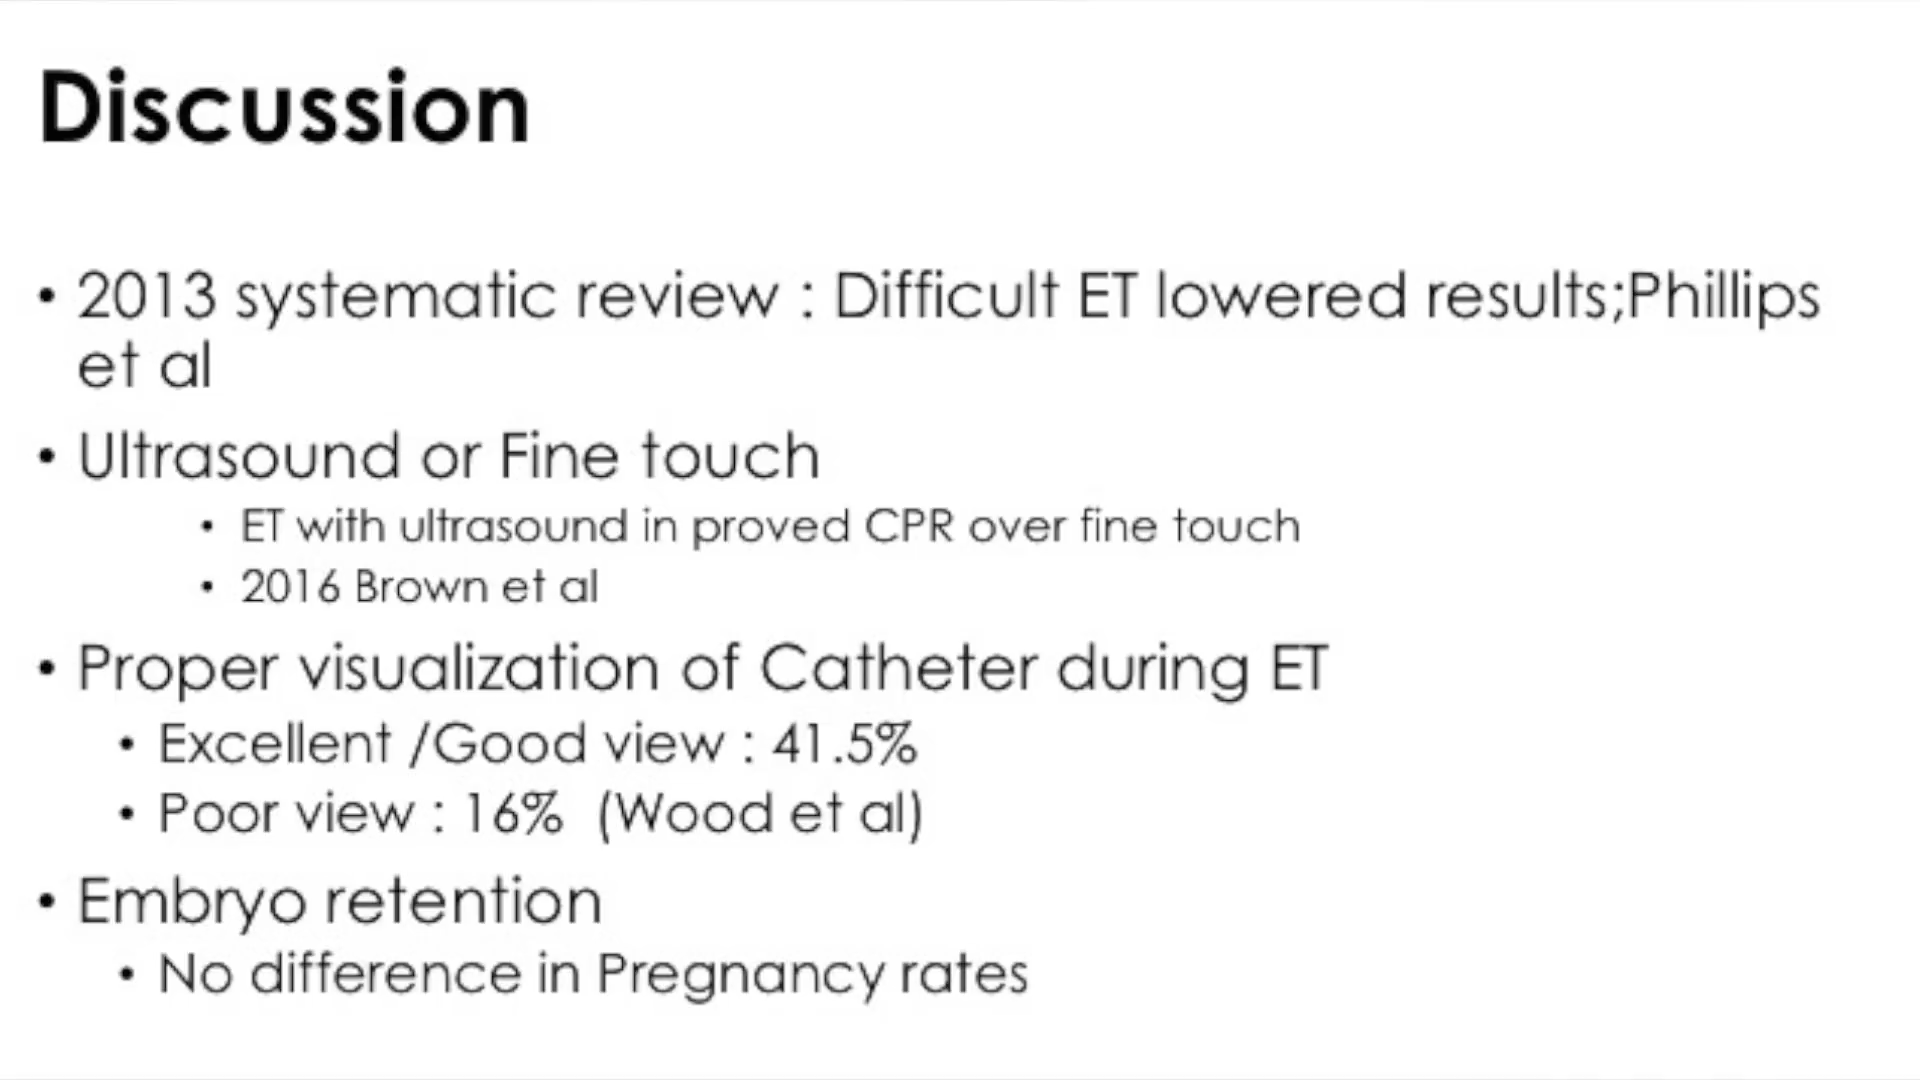 Discussion
• 2013 systematic review : Difficult ET lowered results;Phillips
et al
• Ultrasound or Fine touch
• ET with ultrasound in proved CPR over fine touch
• 2016 Brown et al
• Proper visualization of Catheter during ET
• Excellent /Good view : 41.5%
• Poor view : 16% (Wood et al)
• Embryo retention
• No difference in Pregnancy rates